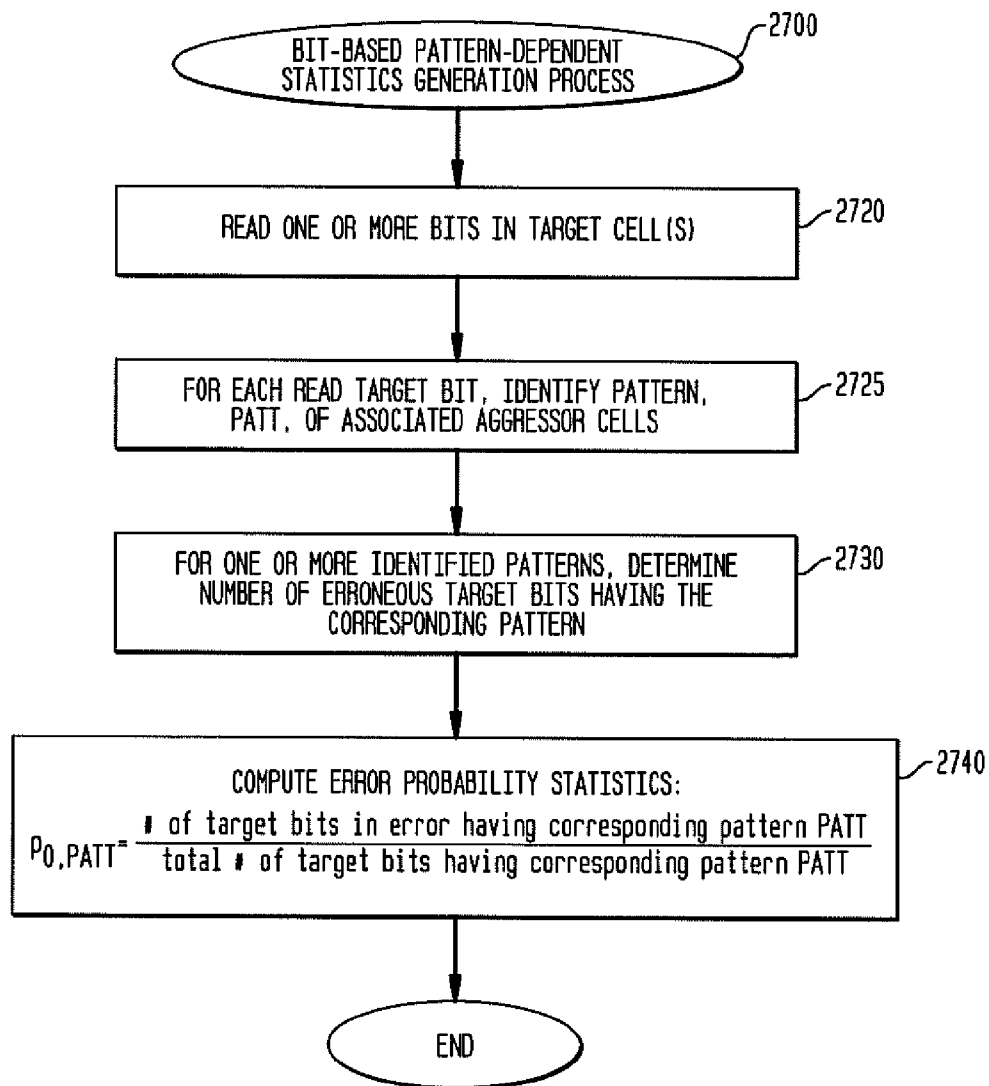 BIT-BASED PATTERN-DEPENDENT
STATISTICS GENERATION PROCESS
2700
READ ONE OR MORE BITS IN TARGET CELL(S)
2720
FOR EACH READ TARGET BIT, IDENTIFY PATTERN,
PATT, OF ASSOCIATED AGGRESSOR CELLS
2725
FOR ONE OR MORE IDENTIFIED PATTERNS, DETERMINE
NUMBER OF ERRONEOUS TARGET BITS HAVING THE
CORRESPONDING PATTERN
2730
COMPUTE ERROR PROBABILITY STATISTICS:
2740
# of target bits in error having corresponding pattern PATT
P0,PATT=
total # of target bits having corresponding pattern PATT
END